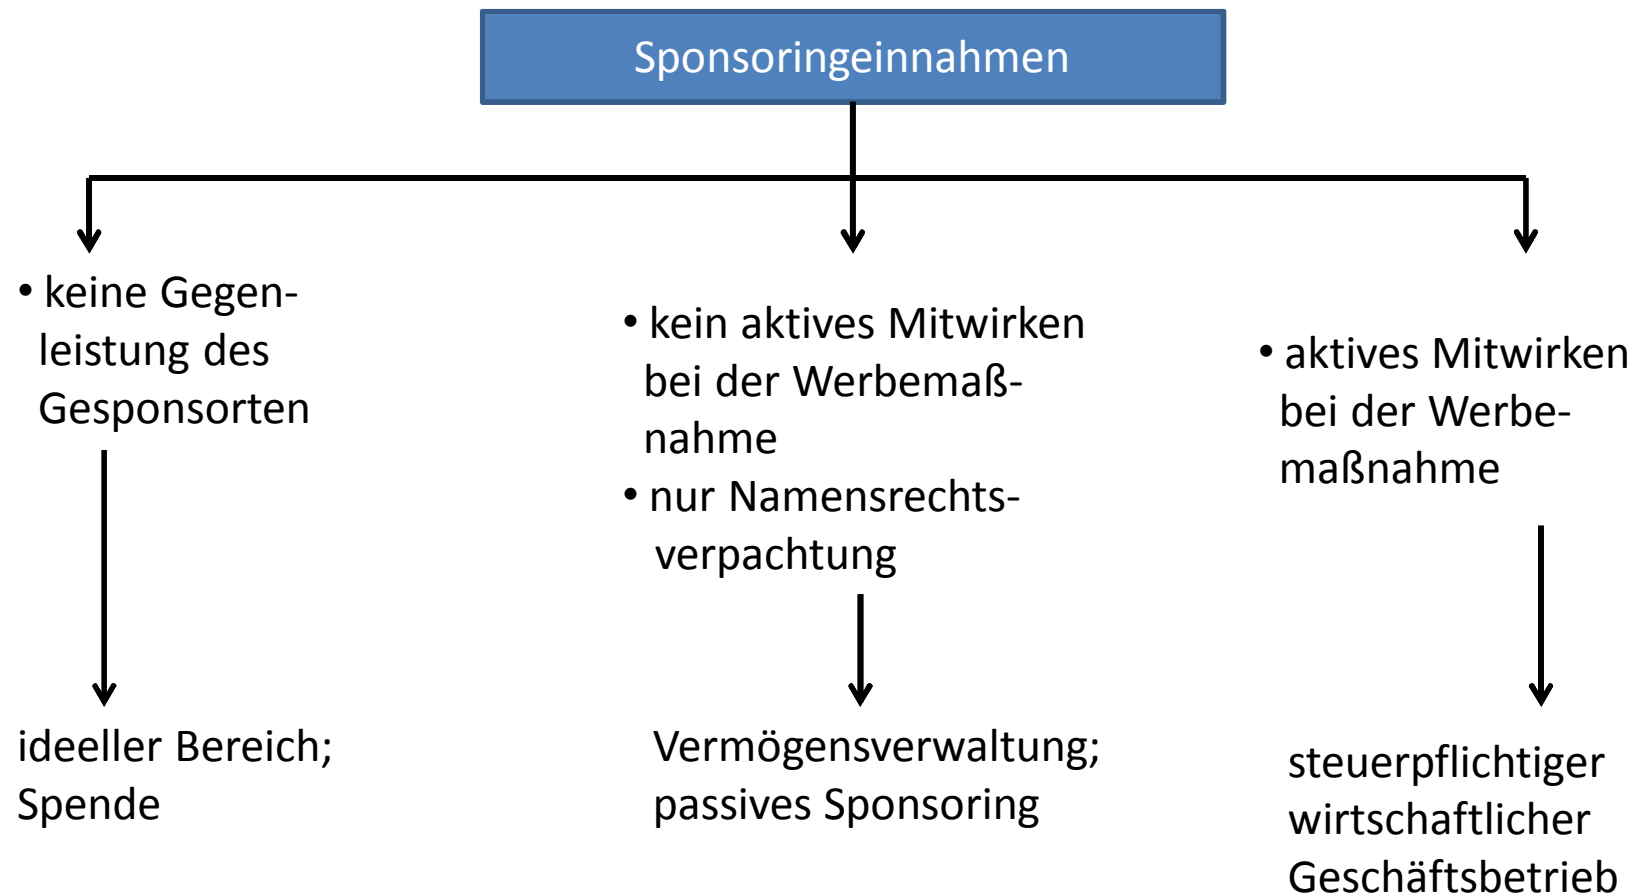 Sponsoringeinnahmen
• keine Gegen-
leistung des
Gesponsorten
• kein aktives Mitwirken
bei der Werbemaß-
nahme
• nur Namensrechts-
verpachtung
• aktives Mitwirken
bei der Werbe-
maßnahme
ideeller Bereich;
Spende
Vermögensverwaltung;
passives Sponsoring
steuerpflichtiger
wirtschaftlicher
Geschäftsbetrieb